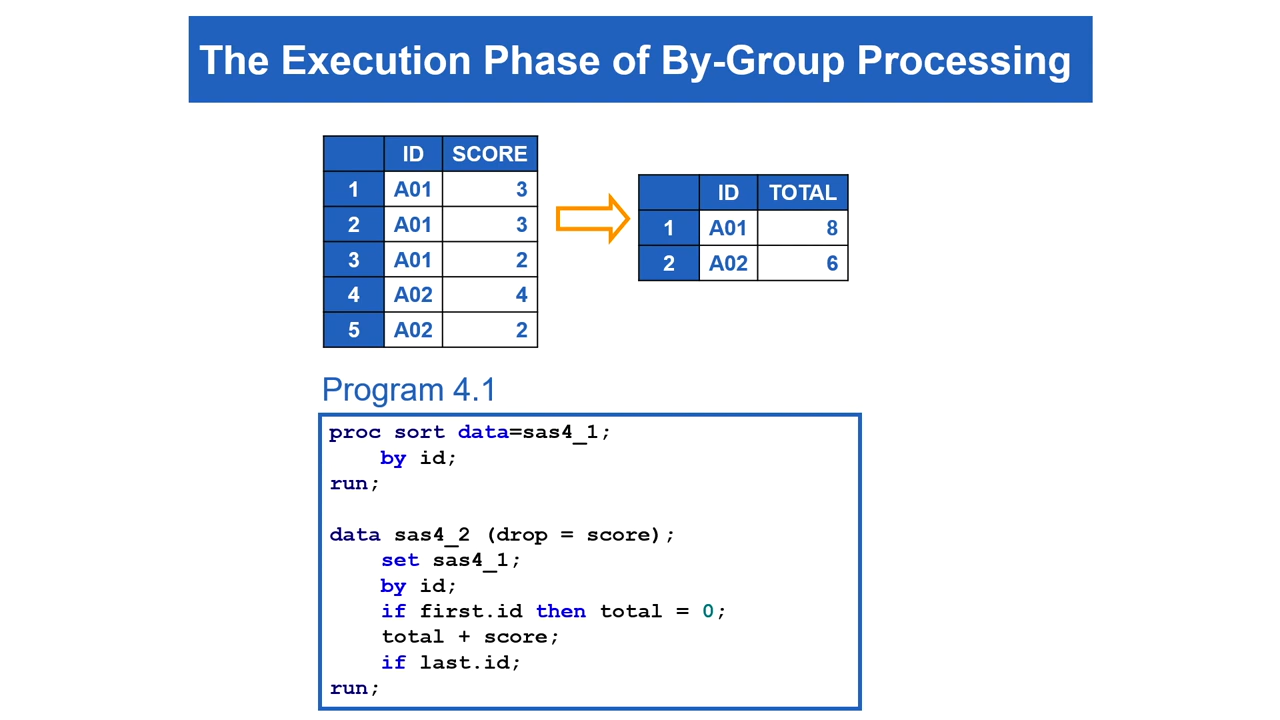 The Execution Phase of By-Group Processing
ID SCORE
1 A01 3
2 A01 3
3 A01 2
4 A02 4
5 A02 2
ID TOTAL
1 A01 8
2 A02 6
Program 4.1
proc sort data=sas4_1;
by id;
run;
data sas4_2 (drop = score);
set sas4_1;
by id;
if first.id then total = 0;
total + score;
if last.id;
run;